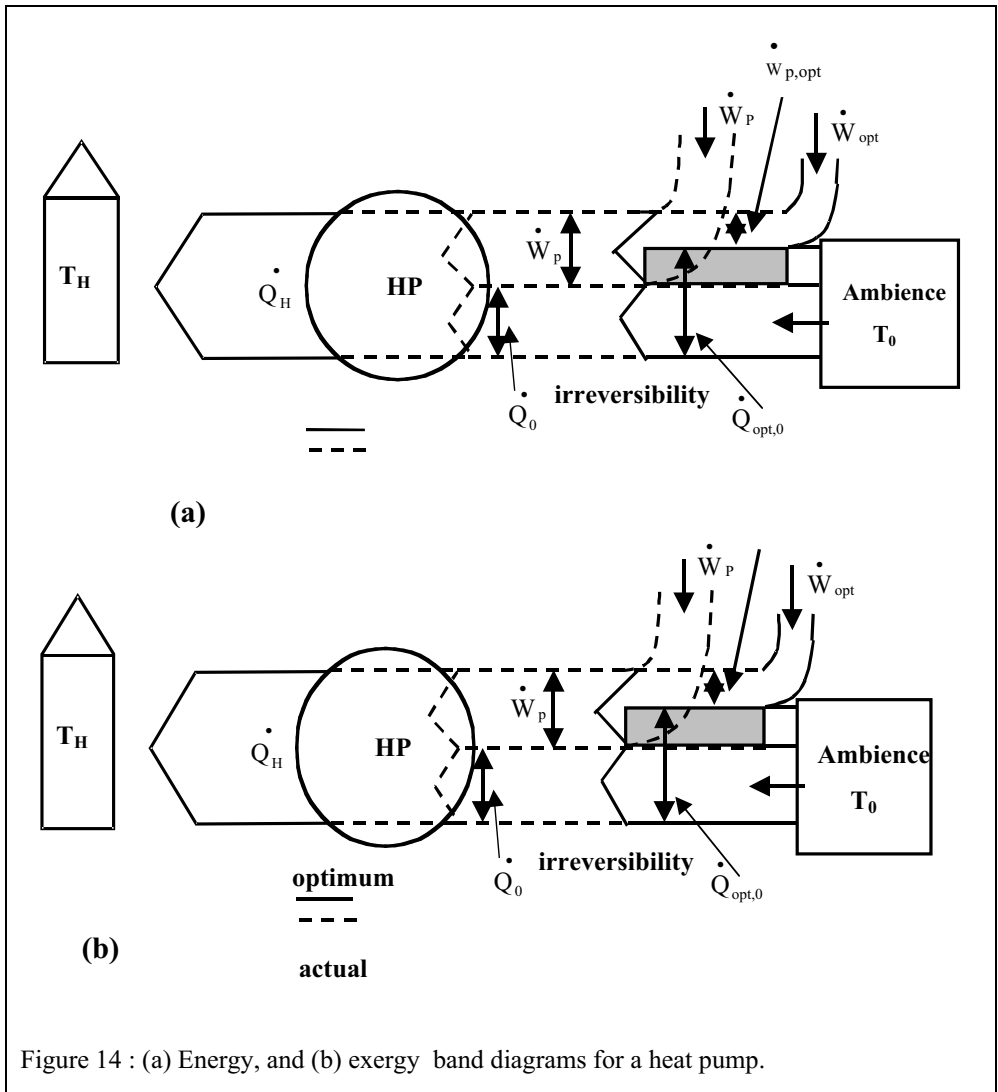 Ẇp,opt
ẆP
Ẇopt
TH
Q̇H
HP
Ẇp
Ambience
T0
irreversibility
Q̇0
Q̇opt,0
(a)
ẆP
Ẇopt
TH
Q̇H
HP
Ẇp
Ambience
T0
irreversibility
Q̇0
Q̇opt,0
optimum
(b)
actual
Figure 14 : (a) Energy, and (b) exergy band diagrams for a heat pump.